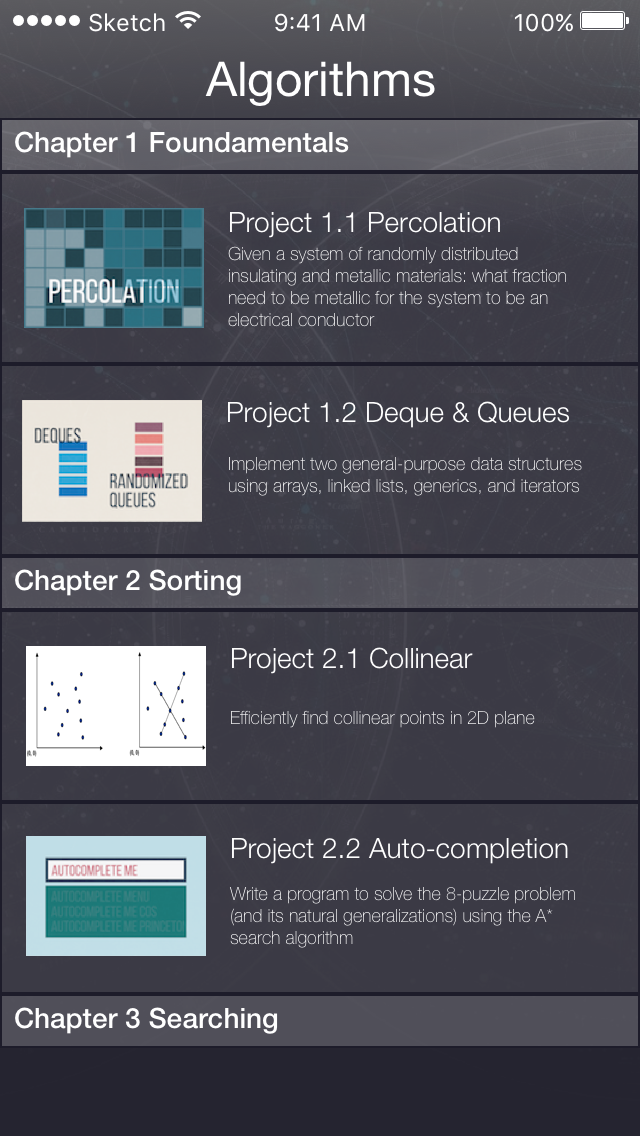 Sketch 9:41 AM 100%
Algorithms
Chapter 1 Foundamentals
PERCOLATION
Project 1.1 Percolation
Given a system of randomly distributed
insulating and metallic materials: what fraction
need to be metallic for the system to be an
electrical conductor
DEQUES
RANDOMIZED
QUEUES
Project 1.2 Deque & Queues
Implement two general-purpose data structures
using arrays, linked lists, generics, and iterators
Chapter 2 Sorting
(0, 0)
(0, 0)
Project 2.1 Collinear
Efficiently find collinear points in 2D plane
AUTOCOMPLETE ME
AUTOCOMPLETE MENU
AUTOCOMPLETE ME COS
AUTOCOMPLETE ME PRINCETO
Project 2.2 Auto-completion
Write a program to solve the 8-puzzle problem
(and its natural generalizations) using the A*
search algorithm
Chapter 3 Searching